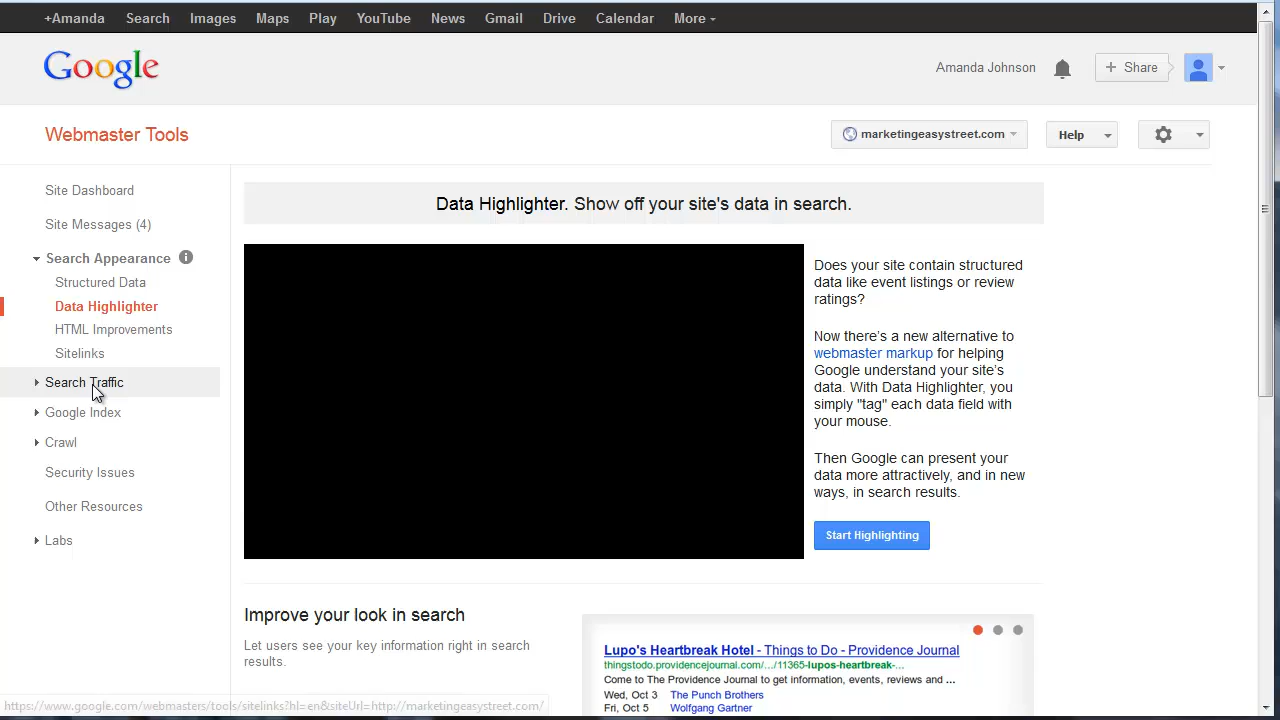 +Amanda Search Images Maps Play YouTube News Gmail Drive Calendar More
Google
Amanda Johnson
+ Share
Webmaster Tools
marketingeasystreet.com
Help
Site Dashboard
Site Messages (4)
Search Appearance i
Structured Data
Data Highlighter
HTML Improvements
Sitelinks
Search Traffic
Google Index
Crawl
Security Issues
Other Resources
Labs
Data Highlighter. Show off your site's data in search.
Does your site contain structured
data like event listings or review
ratings?
Now there's a new alternative to
webmaster markup for helping
Google understand your site's
data. With Data Highlighter, you
simply "tag" each data field with
your mouse.
Then Google can present your
data more attractively, and in new
ways, in search results.
Start Highlighting
Improve your look in search
Let users see your key information right in search
results.
Lupo's Heartbreak Hotel - Things to Do - Providence Journal
thingstodo.providencejournal.com/.../11365-lupos-heartbreak-...
Come to The Providence Journal to get information, events, reviews and ...
Wed, Oct 3 The Punch Brothers
Fri, Oct 5 Wolfgang Gartner
https://www.google.com/webmasters/tools/sitelinks?hl=en&siteUrl=http://marketingeasystreet.com/